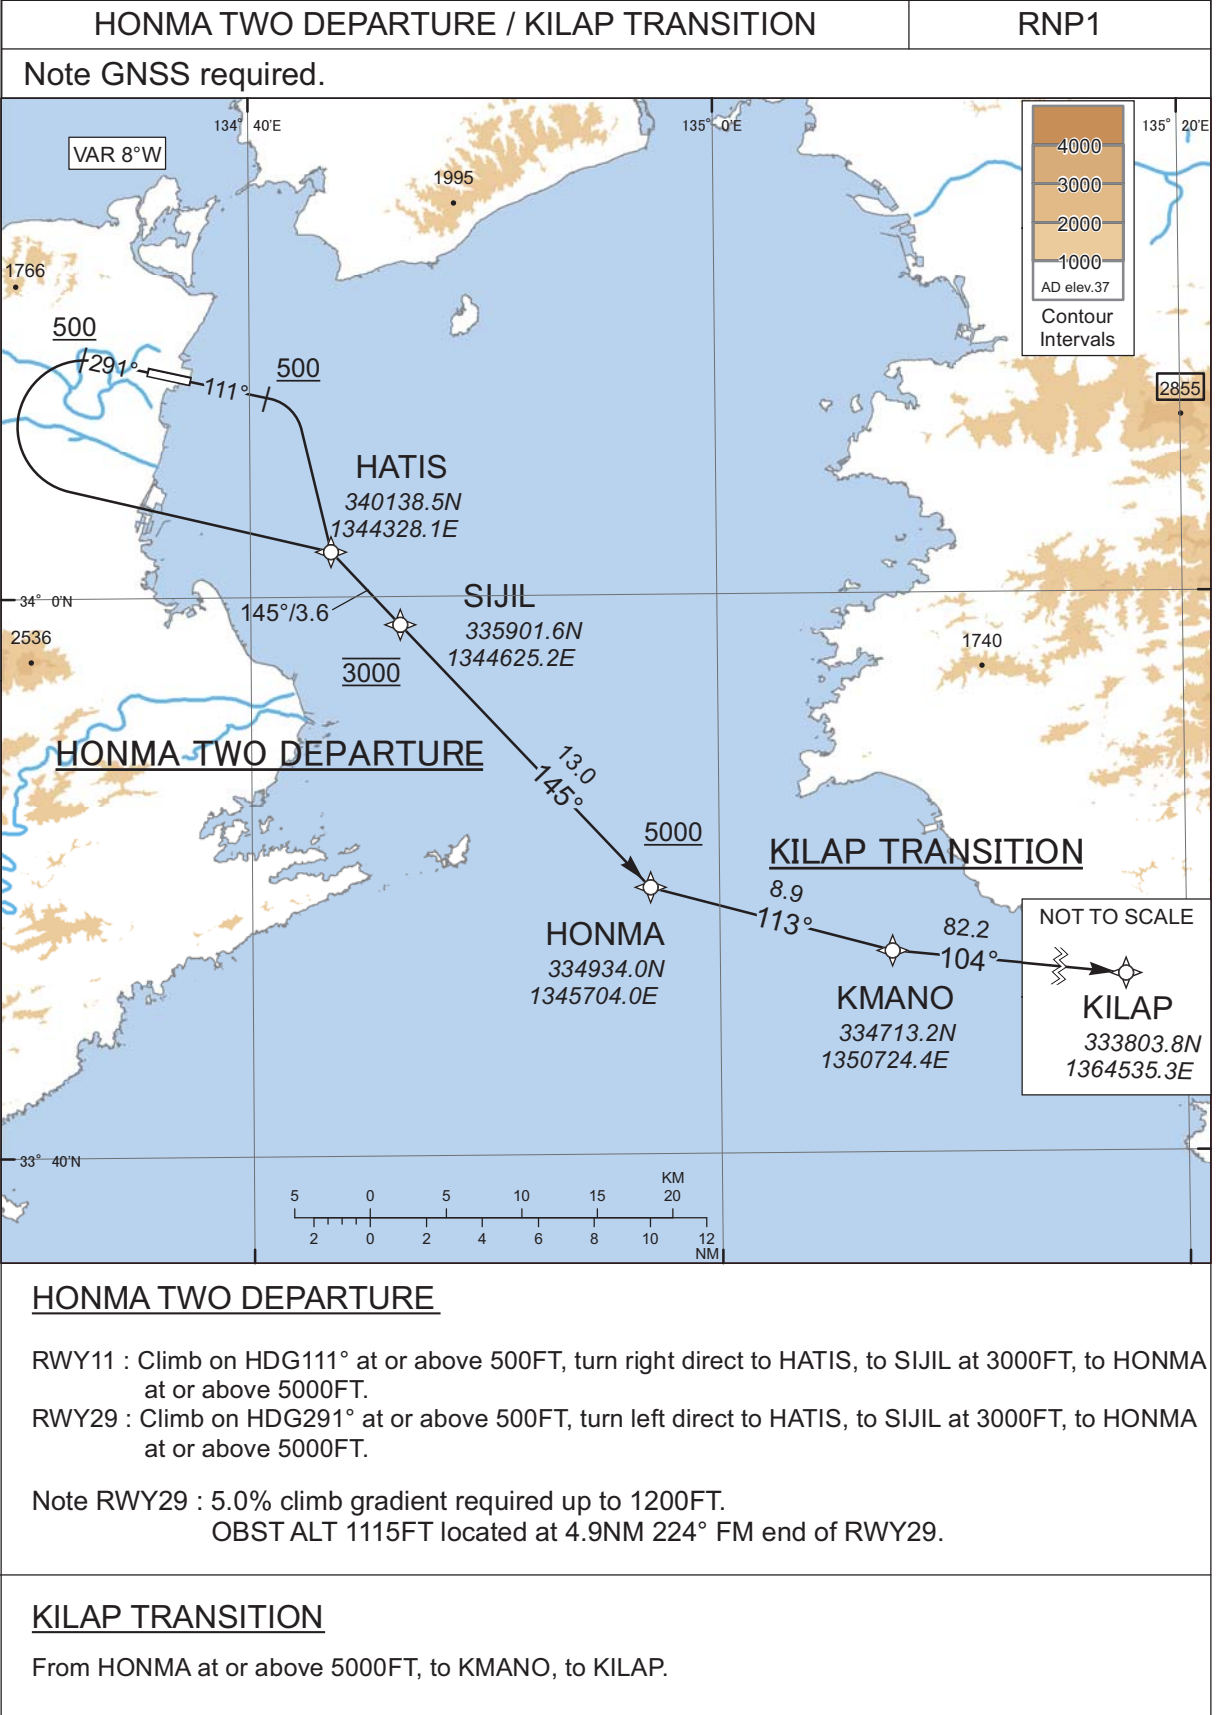 HONMA TWO DEPARTURE / KILAP TRANSITION
RNP1
Note GNSS required.
134° 40'E
135° 0'E
135° 20'E
VAR 8°W
1995
4000
3000
2000
1000
AD elev.37
Contour
Intervals
1766
500
291°
111°
500
2855
HATIS
340138.5N
1344328.1E
34° 0'N
145°/3.6
SIJIL
335901.6N
1344625.2E
2536
3000
1740
HONMA TWO DEPARTURE
13.0
145°
5000
KILAP TRANSITION
8.9
113°
HONMA
334934.0N
1345704.0E
82.2
104°
NOT TO SCALE
KMANO
334713.2N
1350724.4E
KILAP
333803.8N
1364535.3E
33° 40'N
KM
5 0 5 10 15 20
2 0 2 4 6 8 10 12
NM
HONMA TWO DEPARTURE
RWY11 : Climb on HDG111° at or above 500FT, turn right direct to HATIS, to SIJIL at 3000FT, to HONMA
at or above 5000FT.
RWY29 : Climb on HDG291° at or above 500FT, turn left direct to HATIS, to SIJIL at 3000FT, to HONMA
at or above 5000FT.
Note RWY29 : 5.0% climb gradient required up to 1200FT.
OBST ALT 1115FT located at 4.9NM 224° FM end of RWY29.
KILAP TRANSITION
From HONMA at or above 5000FT, to KMANO, to KILAP.